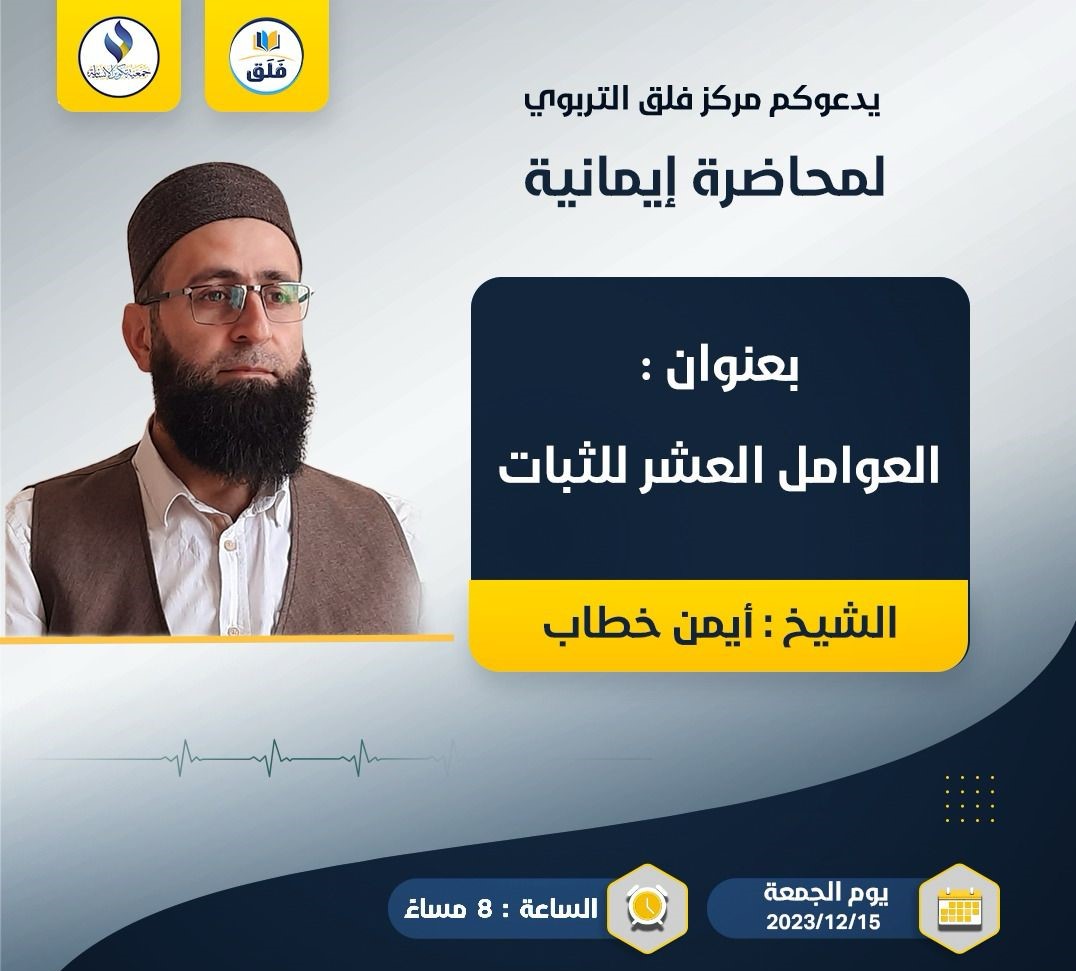 فَلَق
يدعوكم مركز فلق التربوي
لمحاضرة إيمانية
بعنوان :
العوامل العشر للثبات
الشيخ : أيمن خطاب
يوم الجمعة
2023/12/15
الساعة : 8 مساءً